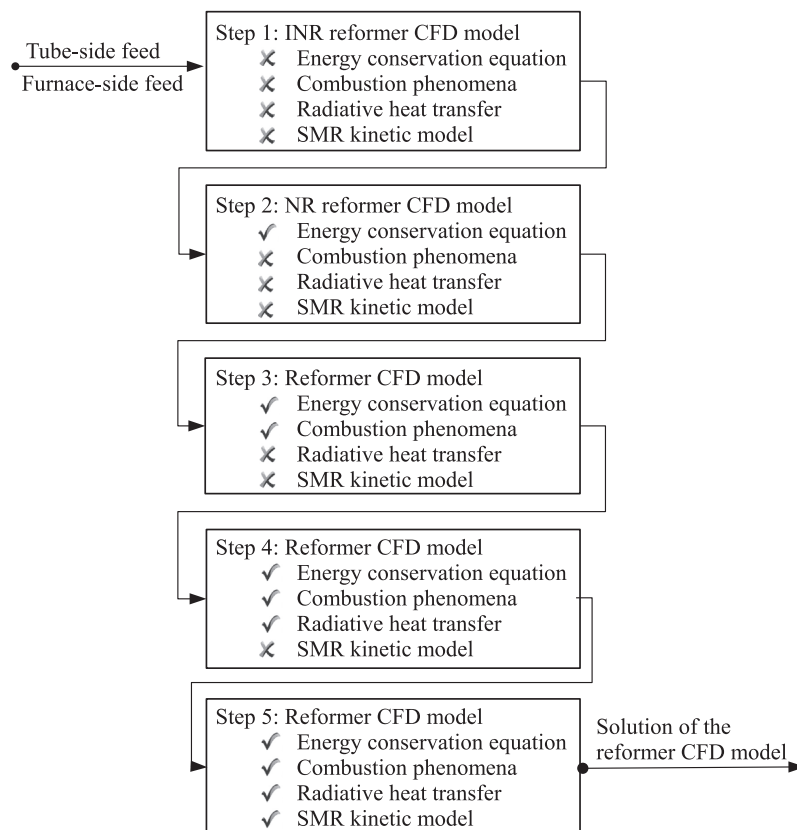 Tube-side feed
Furnace-side feed
Step 1: INR reformer CFD model
✗ Energy conservation equation
✗ Combustion phenomena
✗ Radiative heat transfer
✗ SMR kinetic model
Step 2: NR reformer CFD model
✓ Energy conservation equation
✗ Combustion phenomena
✗ Radiative heat transfer
✗ SMR kinetic model
Step 3: Reformer CFD model
✓ Energy conservation equation
✓ Combustion phenomena
✗ Radiative heat transfer
✗ SMR kinetic model
Step 4: Reformer CFD model
✓ Energy conservation equation
✓ Combustion phenomena
✓ Radiative heat transfer
✗ SMR kinetic model
Step 5: Reformer CFD model
✓ Energy conservation equation
✓ Combustion phenomena
✓ Radiative heat transfer
✓ SMR kinetic model
Solution of the
reformer CFD model